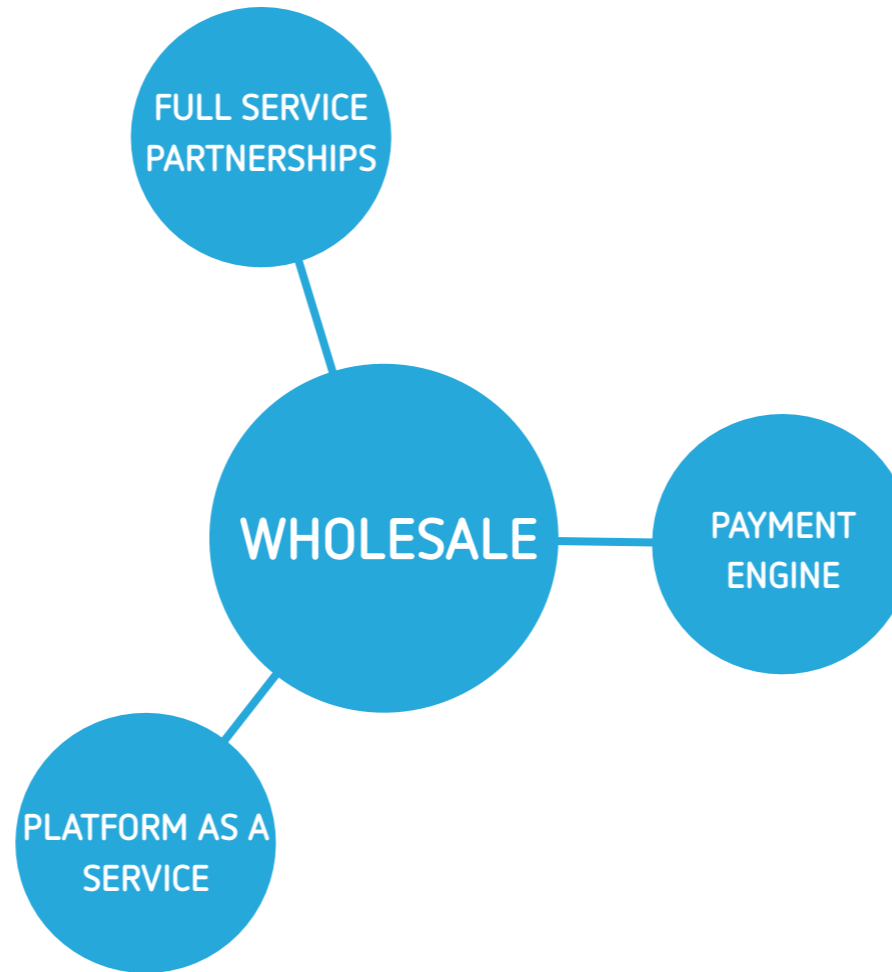 FULL SERVICE
PARTNERSHIPS
WHOLESALE
PAYMENT
ENGINE
PLATFORM AS A
SERVICE